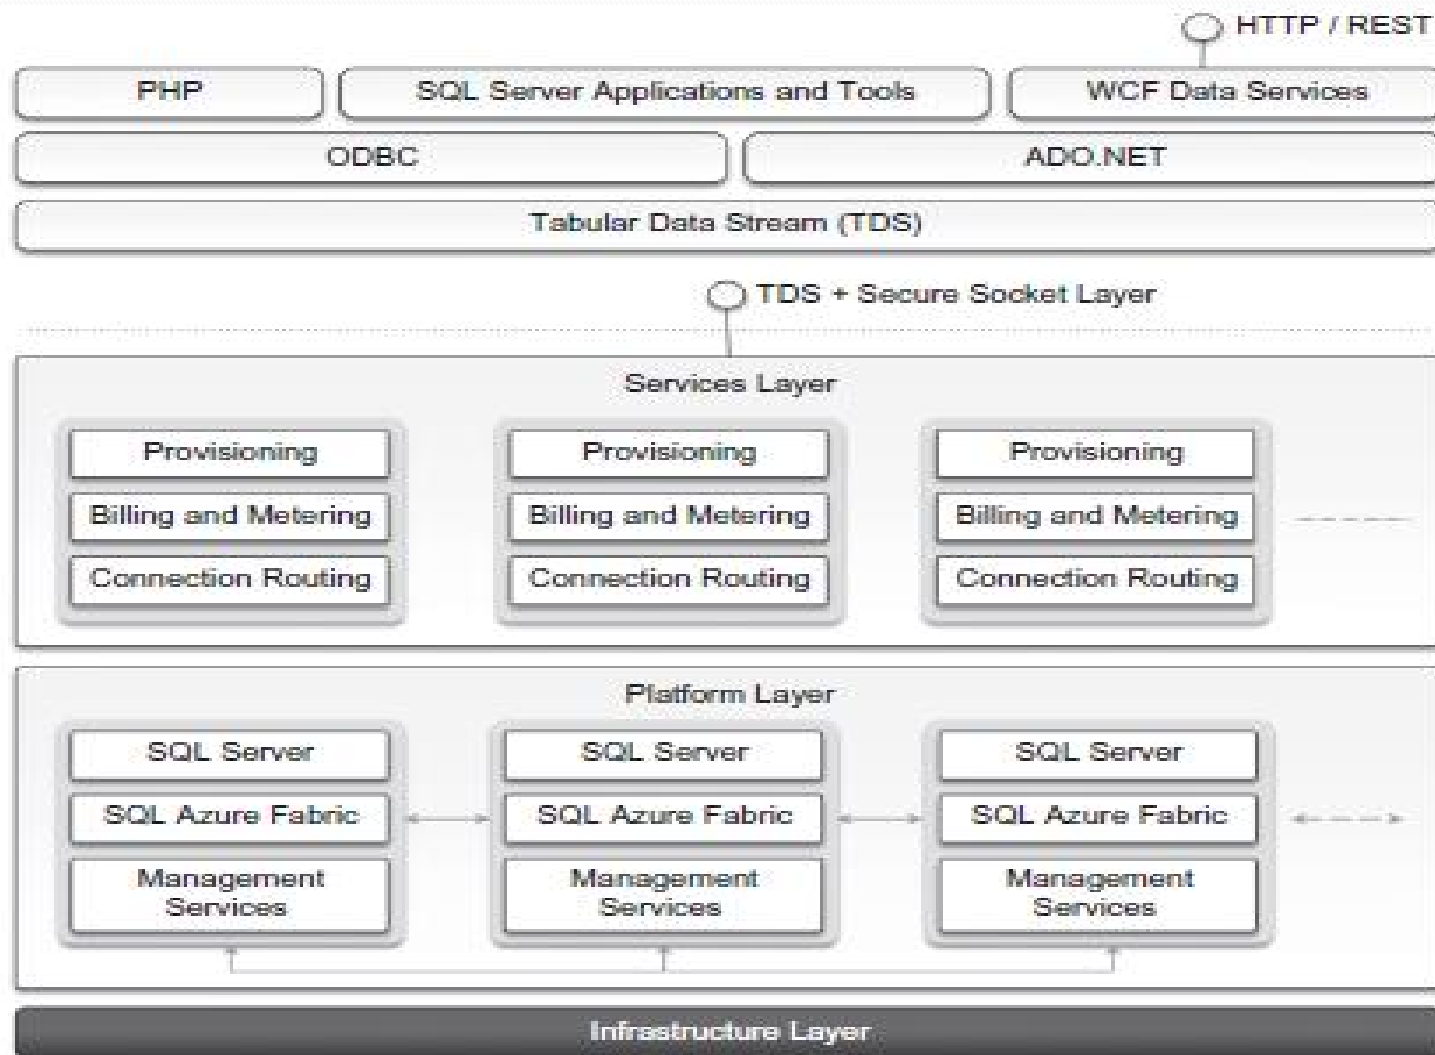 HTTP / REST
PHP
SQL Server Applications and Tools
WCF Data Services
ODBC
ADO.NET
Tabular Data Stream (TDS)
TDS + Secure Socket Layer
Services Layer
Provisioning
Billing and Metering
Connection Routing
Provisioning
Billing and Metering
Connection Routing
Provisioning
Billing and Metering
Connection Routing
Platform Layer
SQL Server
SQL Azure Fabric
Management
Services
SQL Server
SQL Azure Fabric
Management
Services
SQL Server
SQL Azure Fabric
Management
Services
Infrastructure Layer